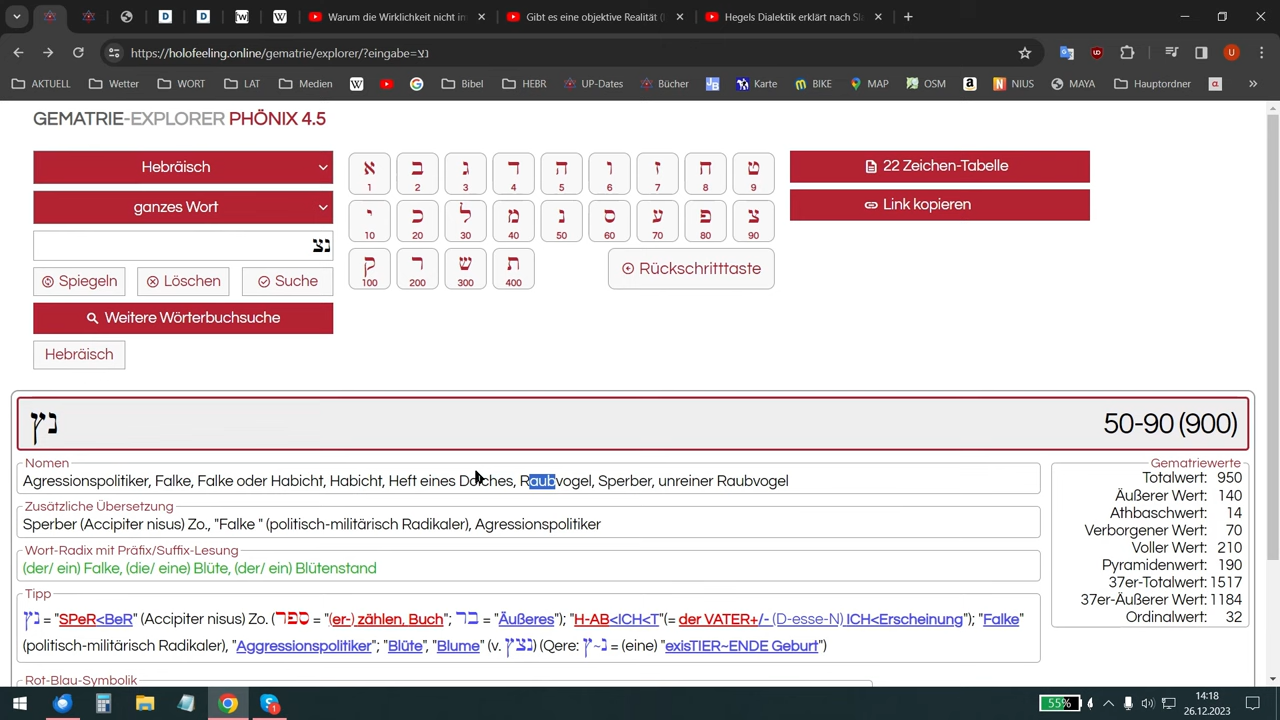 Warum die Wirklichkeit nicht in
Gibt es eine objektive Realität (
Hegels Dialektik erklärt nach Sl
https://holofeeling.online/gematrie/explorer/?eingabe=נצ
AKTUELL Wetter WORT LAT Medien Bibel HEBR UP-Dates Bücher Karte BIKE MAP OSM NIUS MAYA Hauptordner
GEMATRIE-EXPLORER PHÖNIX 4.5
Hebräisch
ganzes Wort
נצ
Spiegeln Löschen Suche
Weitere Wörterbuchsuche
Hebräisch
א ב ג ד ה ו ז ח ט
1 2 3 4 5 6 7 8 9
י כ ל מ נ ס ע פ צ
10 20 30 40 50 60 70 80 90
ק ר ש ת
100 200 300 400
Rückschritttaste
22 Zeichen-Tabelle
Link kopieren
נץ 50-90 (900)
Nomen
Agressionspolitiker, Falke, Falke oder Habicht, Habicht, Heft eines Dolches, Raubvogel, Sperber, unreiner Raubvogel
Zusätzliche Übersetzung
Sperber (Accipiter nisus) Zo., "Falke " (politisch-militärisch Radikaler), Agressionspolitiker
Wort-Radix mit Präfix/Suffix-Lesung
(der/ ein) Falke, (die/ eine) Blüte, (der/ ein) Blütenstand
Tipp
נץ = "SPeR<BeR" (Accipiter nisus) Zo. (ספר = "(er-) zählen, Buch"; בר = "Äußeres"); "H-AB<ICH<T"(= der VATER+/- (D-esse-N) ICH<Erscheinung"); "Falke"
(politisch-militärisch Radikaler), "Aggressionspolitiker"; "Blüte", "Blume" (v. נצץ) (Qere: נ~ץ = (eine) "exisTIER~ENDE Geburt")
Rot-Blau-Symbolik
Gematriewerte
Totalwert: 950
Äußerer Wert: 140
Athbaschwert: 14
Verborgener Wert: 70
Voller Wert: 210
Pyramidenwert: 190
37er-Totalwert: 1517
37er-Äußerer Wert: 1184
Ordinalwert: 32
55%
14:18
26.12.2023